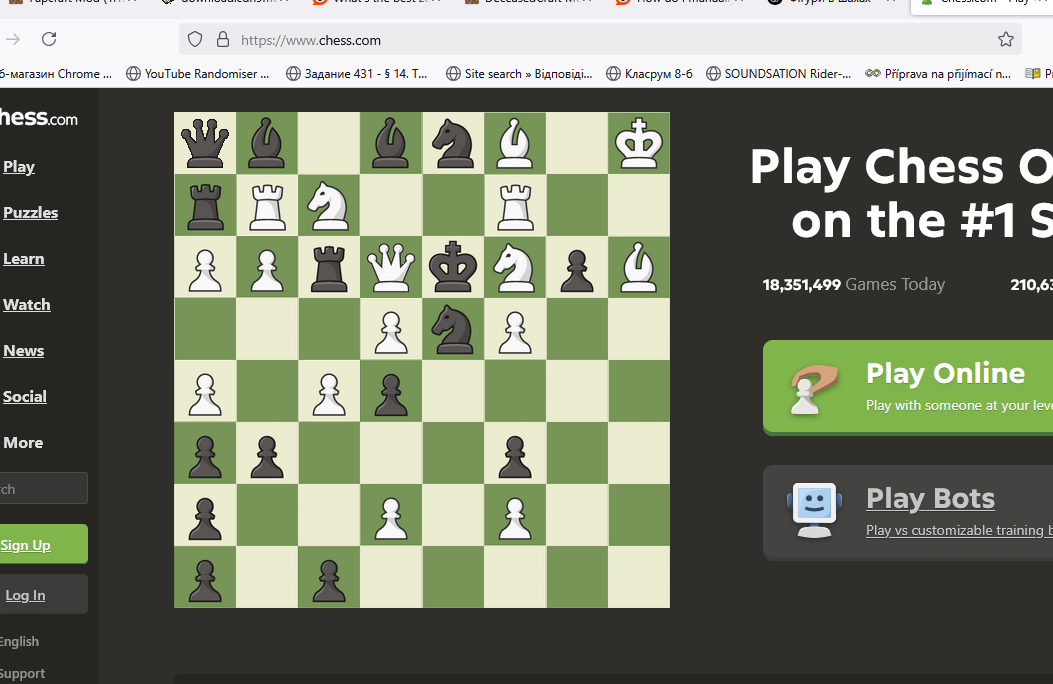 https://www.chess.com
б-магазин Chrome ... YouTube Randomiser ... Задание 431 - § 14. Т... Site search » Відповіді... Класрум 8-б SOUNDSATION Rider-... Příprava na přijímací n...
hess.com
Play
Puzzles
Learn
Watch
News
Social
More
rch
Sign Up
Log In
English
Support
Play Chess O
on the #1 S
18,351,499 Games Today 210,63
Play Online
Play with someone at your leve
Play Bots
Play vs customizable training b